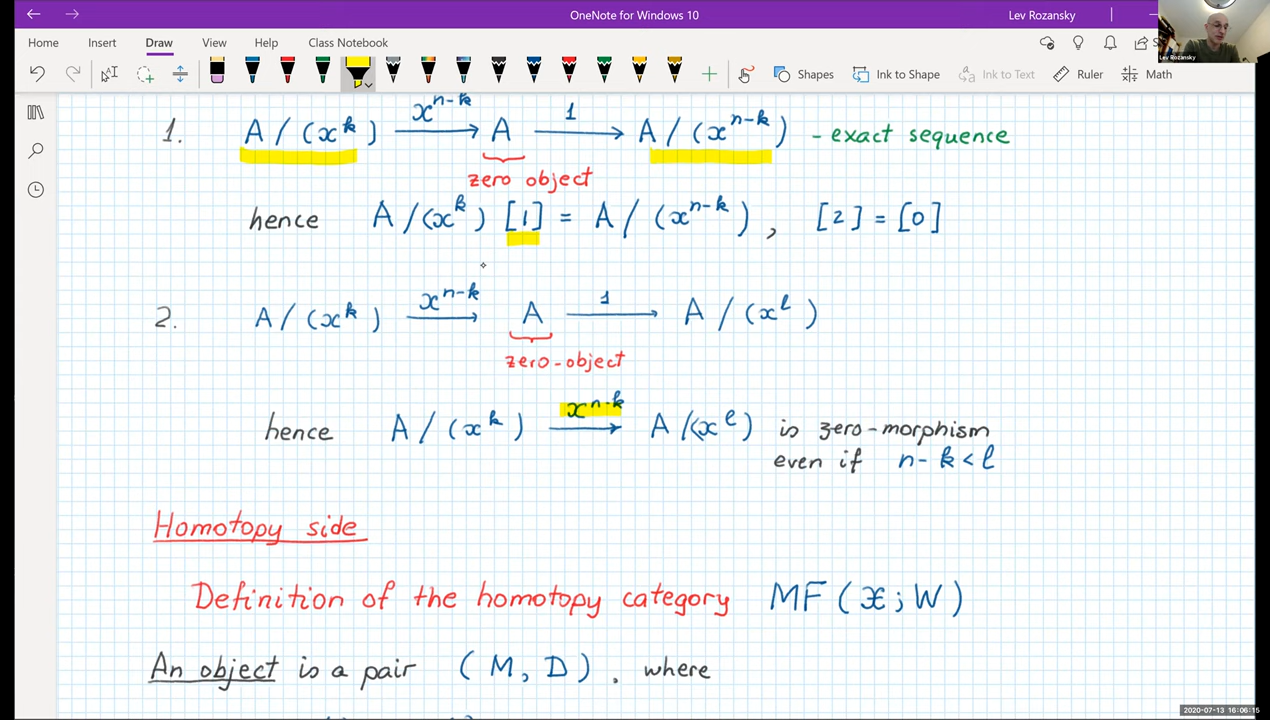 OneNote for Windows 10
Lev Rozansky
Home Insert Draw View Help Class Notebook
Shapes Ink to Shape Ink to Text Ruler Math
Lev Rozansky
1. A / (x^k) x^{n-k} → A 1 → A / (x^{n-k}) - exact sequence
zero object
hence A / (x^k) [1] = A / (x^{n-k}) , [2] = [0]
2. A / (x^k) x^{n-k} → A 1 → A / (x^l)
zero-object
hence A / (x^k) x^{n-k} → A / (x^l) is zero-morphism
even if n-k < l
Homotopy side
Definition of the homotopy category MF ( x ; W )
An object is a pair ( M, D ) , where
2020-07-13 16:06:15